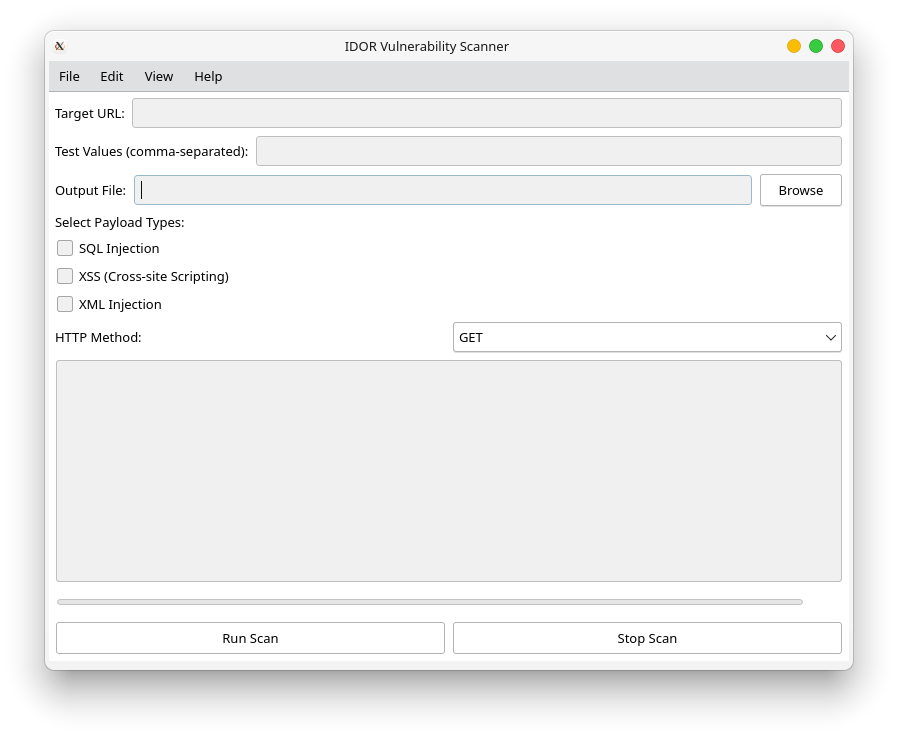 IDOR Vulnerability Scanner
File Edit View Help
Target URL:
Test Values (comma-separated):
Output File: Browse
Select Payload Types:
SQL Injection
XSS (Cross-site Scripting)
XML Injection
HTTP Method: GET
Run Scan Stop Scan